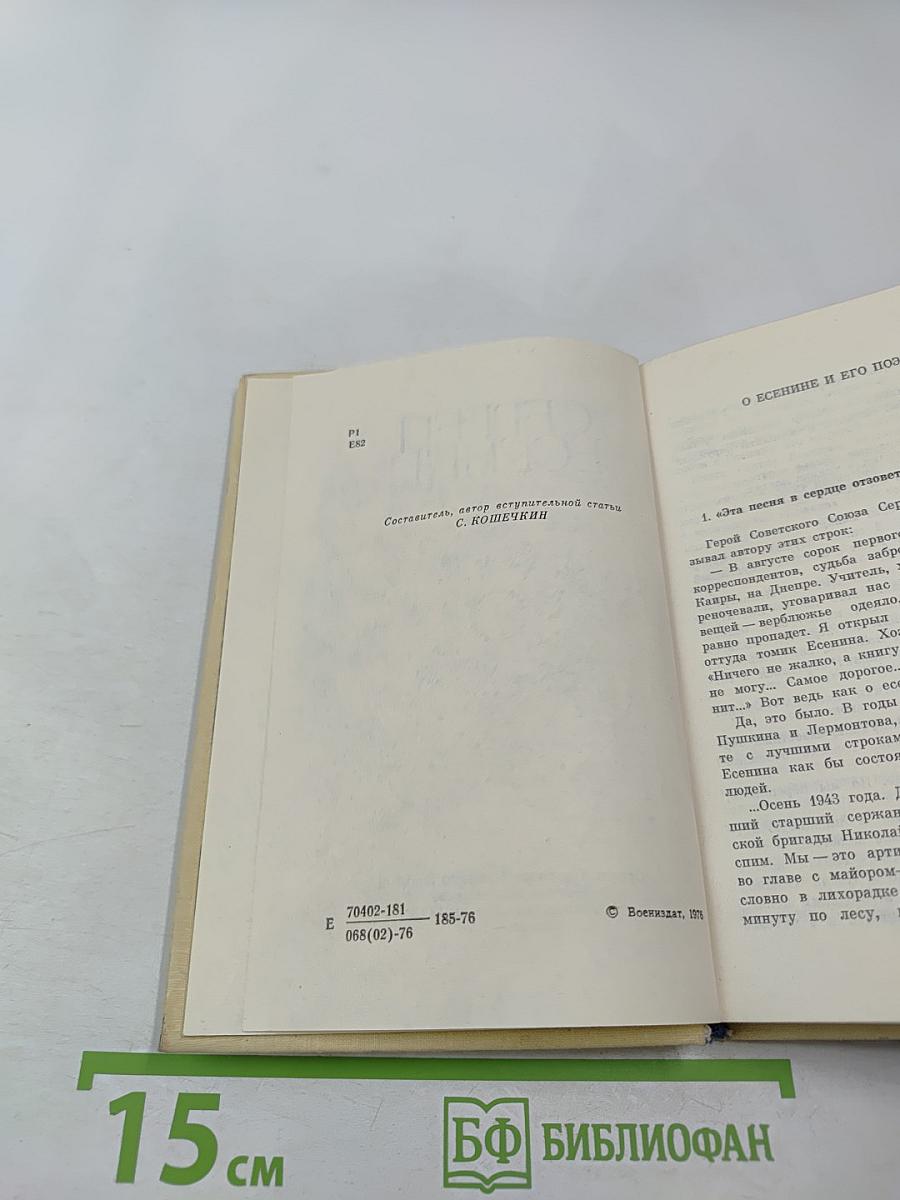 Р1
Е82
Составитель, автор вступительной статьи
С. КОШЕЧКИН
Е 70402-181 185-76
068(02)-76
© Воениздат, 1976
О ЕСЕНИНЕ И ЕГО ПОЭ
1. «Эта песня в сердце отзовет
Герой Советского Союза Сер
зывал автору этих строк:
— В августе сорок первого
корреспондентов, судьба забро
Каиры, на Днепре. Учитель, х
реночевали, уговаривал нас
вещей — верблюжье одеяло.
равно пропадет. Я открыл
оттуда томик Есенина. Хоз
«Ничего не жалко, а книгу
не могу... Самое дорогое...
нит...» Вот ведь как о есе
Да, это было. В годы
Пушкина и Лермонтова,
те с лучшими строкам
Есенина как бы состоя
людей.
...Осень 1943 года. Д
ший старший сержан
ской бригады Николай
спим. Мы — это арти
во главе с майором-
словно в лихорадке
минуту по лесу,
15 см
БФ БИБЛИОФАН